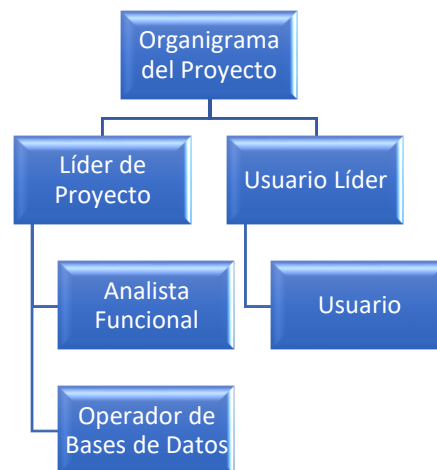 Organigrama
del Proyecto
Líder de
Proyecto
Usuario Líder
Analista
Funcional
Usuario
Operador de
Bases de Datos